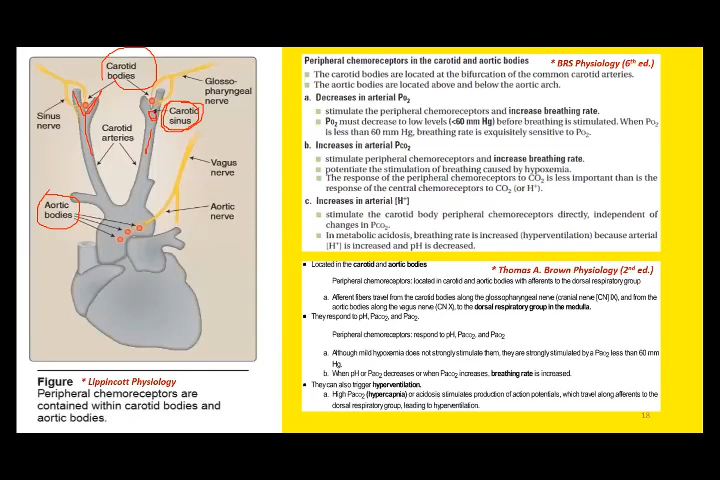 Carotid
bodies
Glosso-
pharyngeal
nerve
Sinus
nerve
Carotid
sinus
Carotid
arteries
Vagus
nerve
Aortic
bodies
Aortic
nerve
Figure * Lippincott Physiology
Peripheral chemoreceptors are
contained within carotid bodies and
aortic bodies.
Peripheral chemoreceptors in the carotid and aortic bodies
* BRS Physiology (6th ed.)
■ The carotid bodies are located at the bifurcation of the common carotid arteries.
■ The aortic bodies are located above and below the aortic arch.
a. Decreases in arterial Po2
■ stimulate the peripheral chemoreceptors and increase breathing rate.
■ Po2 must decrease to low levels (<60 mm Hg) before breathing is stimulated. When Po2
is less than 60 mm Hg, breathing rate is exquisitely sensitive to Po2.
b. Increases in arterial Pco2
■ stimulate peripheral chemoreceptors and increase breathing rate.
■ potentiate the stimulation of breathing caused by hypoxemia.
■ The response of the peripheral chemoreceptors to CO2 is less important than is the
response of the central chemoreceptors to CO2 (or H+).
c. Increases in arterial [H+]
■ stimulate the carotid body peripheral chemoreceptors directly, independent of
changes in Pco2.
■ In metabolic acidosis, breathing rate is increased (hyperventilation) because arterial
[H+] is increased and pH is decreased.
■ Located in the carotid and aortic bodies
* Thomas A. Brown Physiology (2nd ed.)
Peripheral chemoreceptors: located in carotid and aortic bodies with afferents to the dorsal respiratory group
a. Afferent fibers travel from the carotid bodies along the glossopharyngeal nerve (cranial nerve [CN] IX), and from the
aortic bodies along the vagus nerve (CN X), to the dorsal respiratory group in the medulla.
■ They respond to pH, Paco2, and Pao2.
Peripheral chemoreceptors: respond to pH, Paco2, and Pao2
a. Although mild hypoxemia does not strongly stimulate them, they are strongly stimulated by a Pao2 less than 60 mm
Hg.
b. When pH or Pao2 decreases or when Paco2 increases, breathing rate is increased.
■ They can also trigger hyperventilation.
a. High Paco2 (hypercapnia) or acidosis stimulates production of action potentials, which travel along afferents to the
dorsal respiratory group, leading to hyperventilation.
18